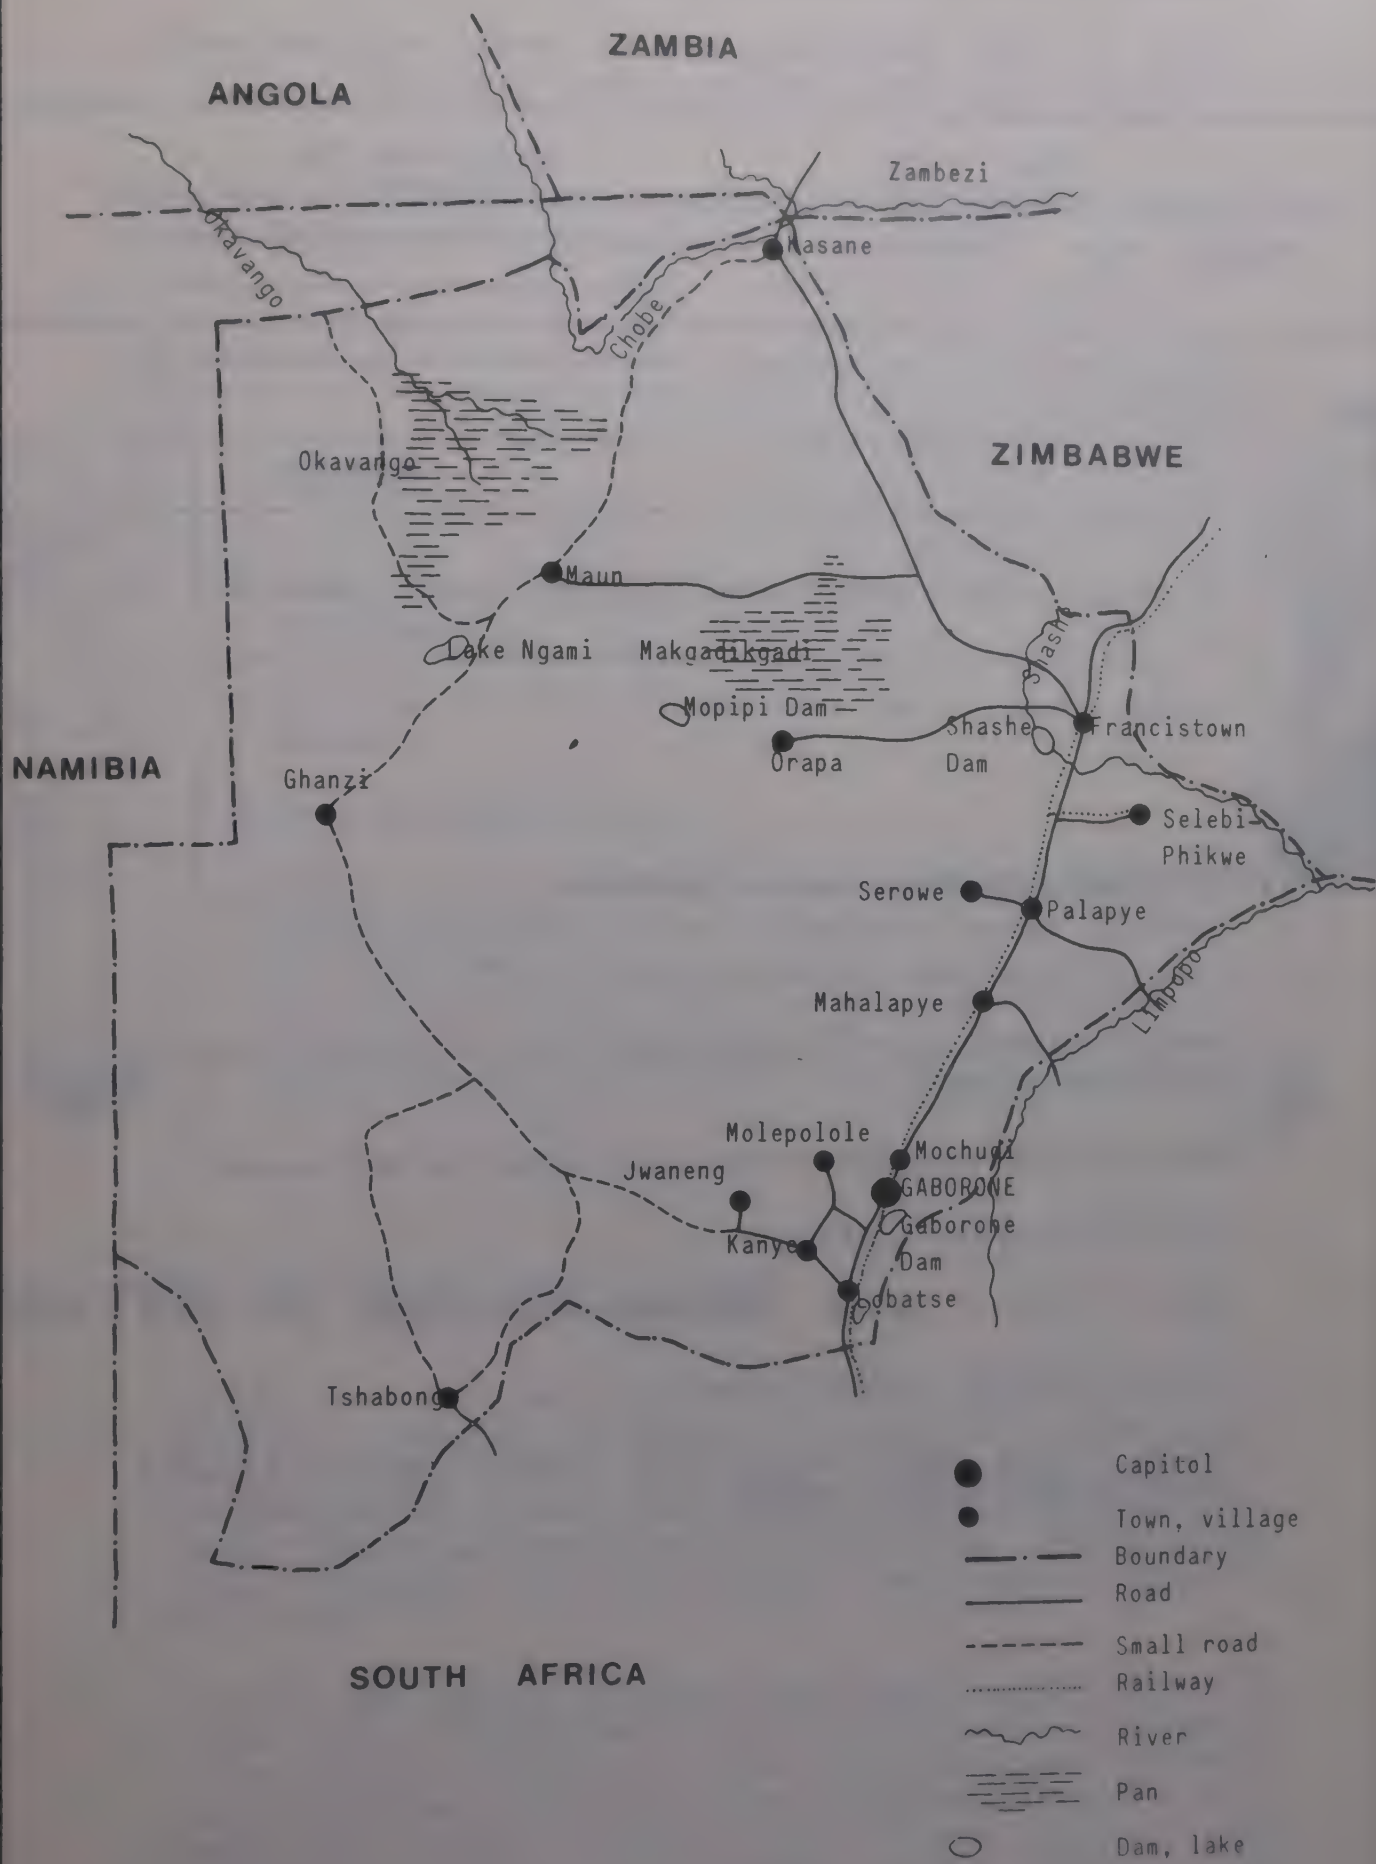 ZAMBIA
ANGOLA
Zambezi
Okavango
Kasane
Chobe
ZIMBABWE
Okavango
Maun
Shashe
Lake Ngami
Makgadikgadi
Mopipi Dam
Shashe
Dam
Francistown
Orapa
NAMIBIA
Ghanzi
Selebi-
Phikwe
Serowe
Palapye
Limpopo
Mahalapye
Molepolole
Mochudi
Jwaneng
GABORONE
Gaborone
Dam
Kanye
Lobatse
Tshabong
Capitol
Town, village
Boundary
Road
Small road
Railway
River
Pan
Dam, lake
SOUTH AFRICA